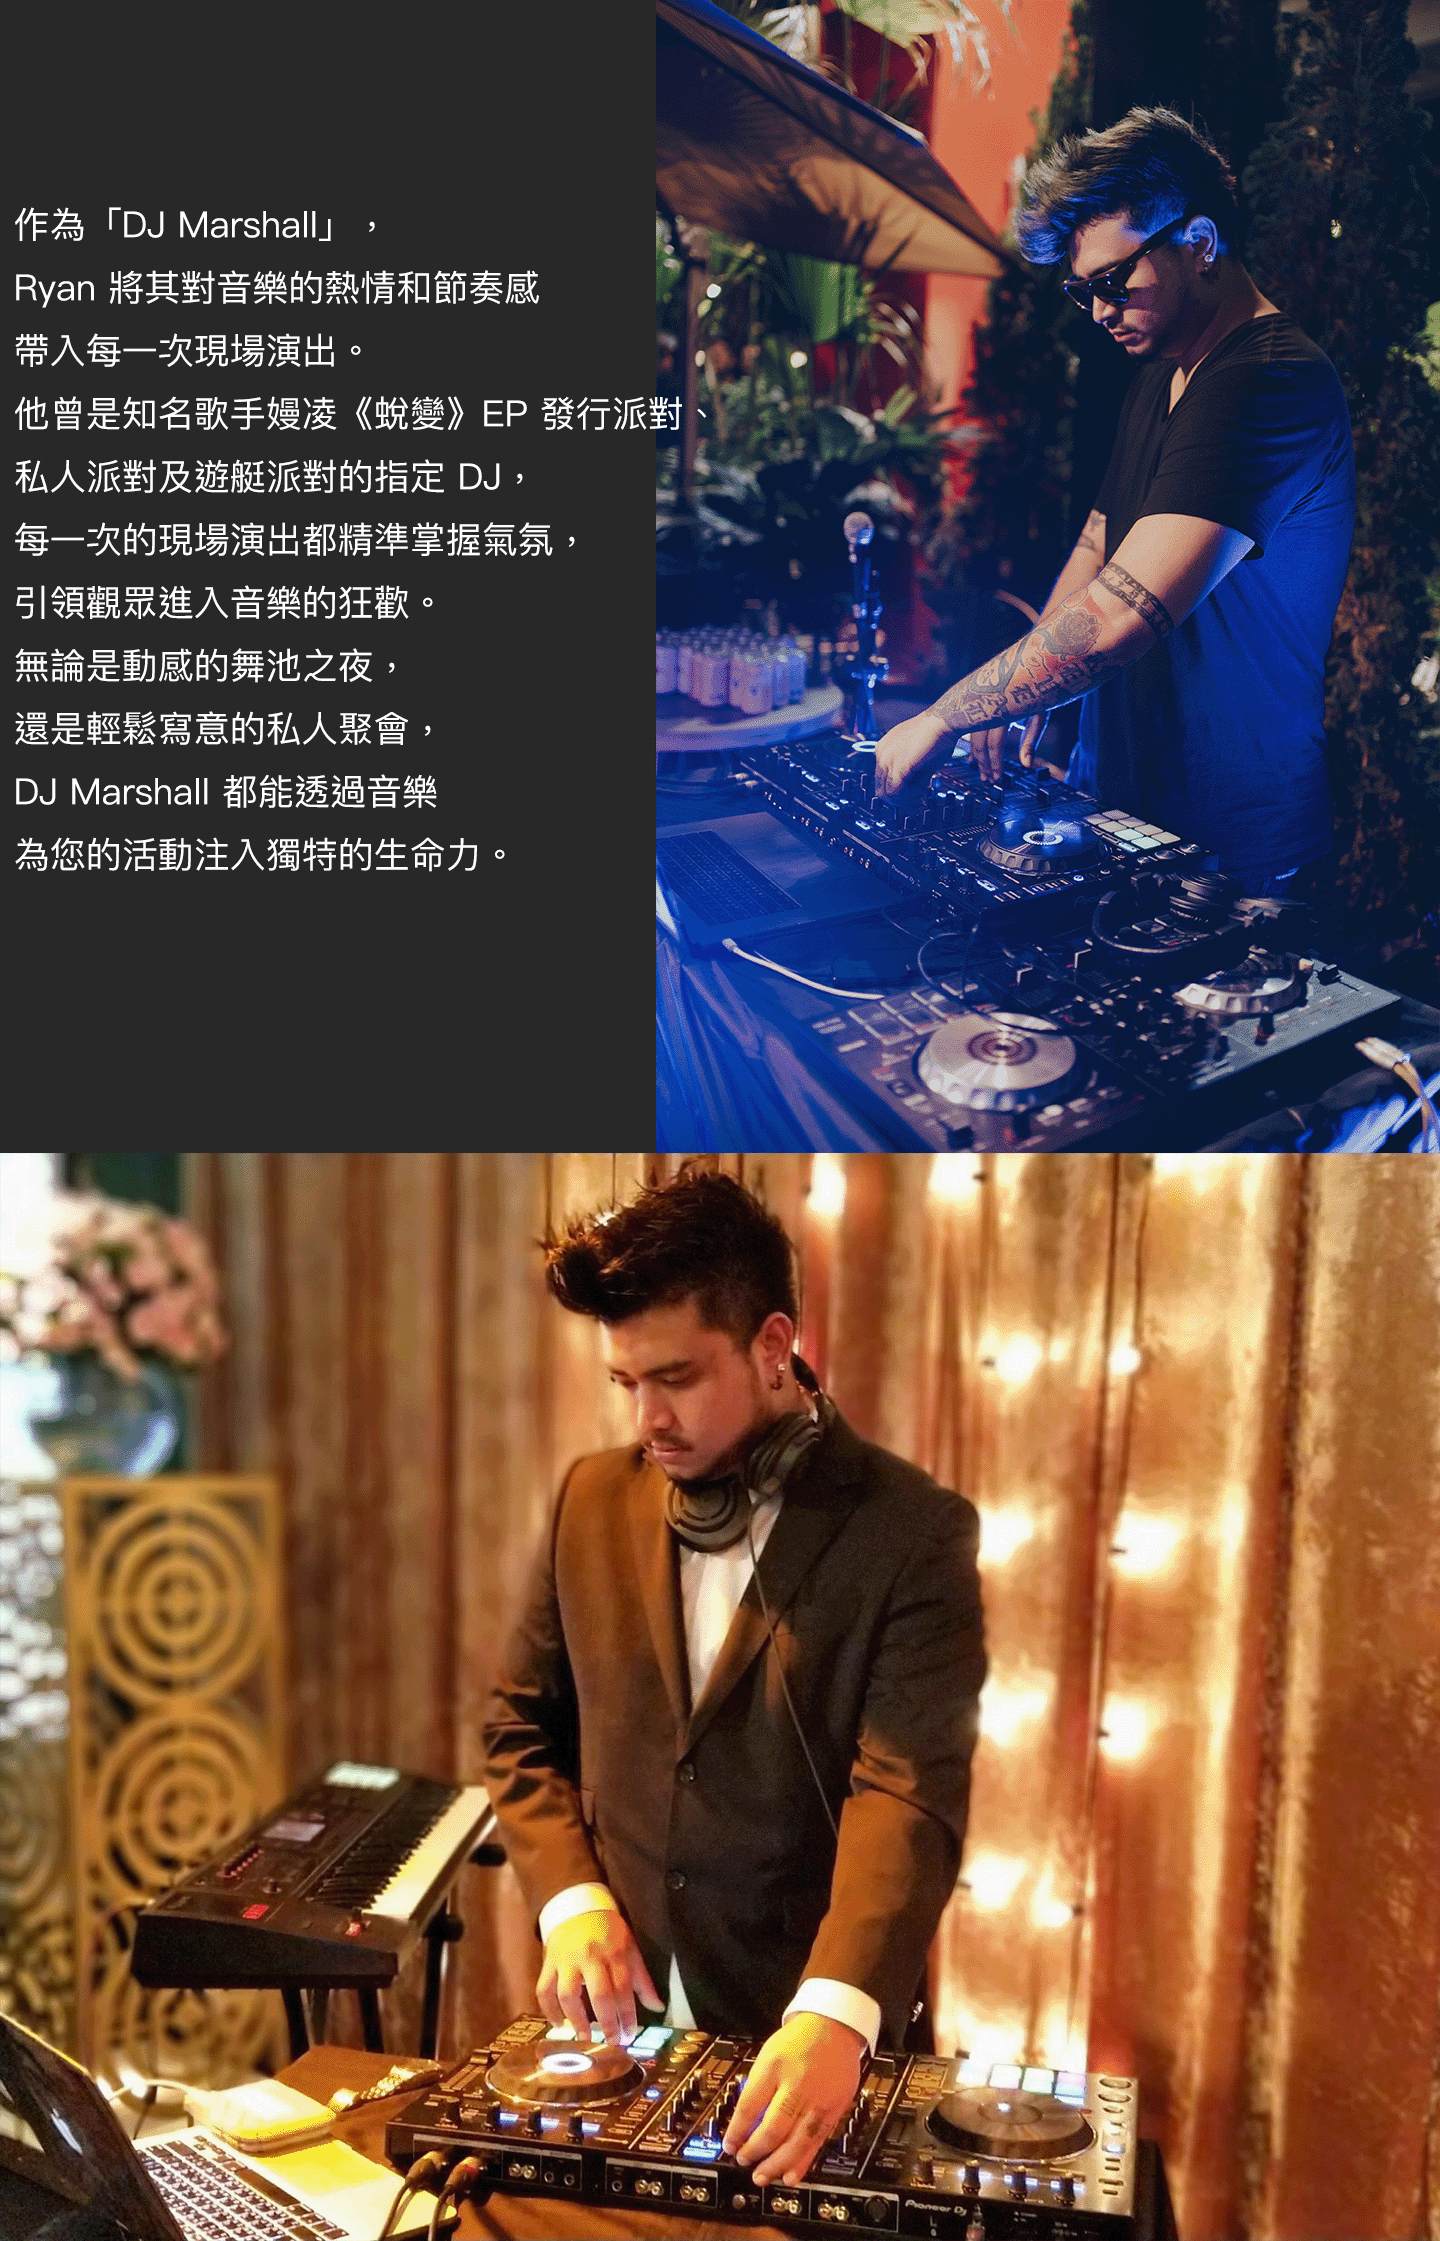 作為「DJ Marshall」，
Ryan 將其對音樂的熱情和節奏感
帶入每一次現場演出。
他曾是知名歌手嫚凌《蛻變》EP 發行派對、
私人派對及遊艇派對的指定 DJ，
每一次的現場演出都精準掌握氣氛，
引領觀眾進入音樂的狂歡。
無論是動感的舞池之夜，
還是輕鬆寫意的私人聚會，
DJ Marshall 都能透過音樂
為您的活動注入獨特的生命力。
Pioneer DJ